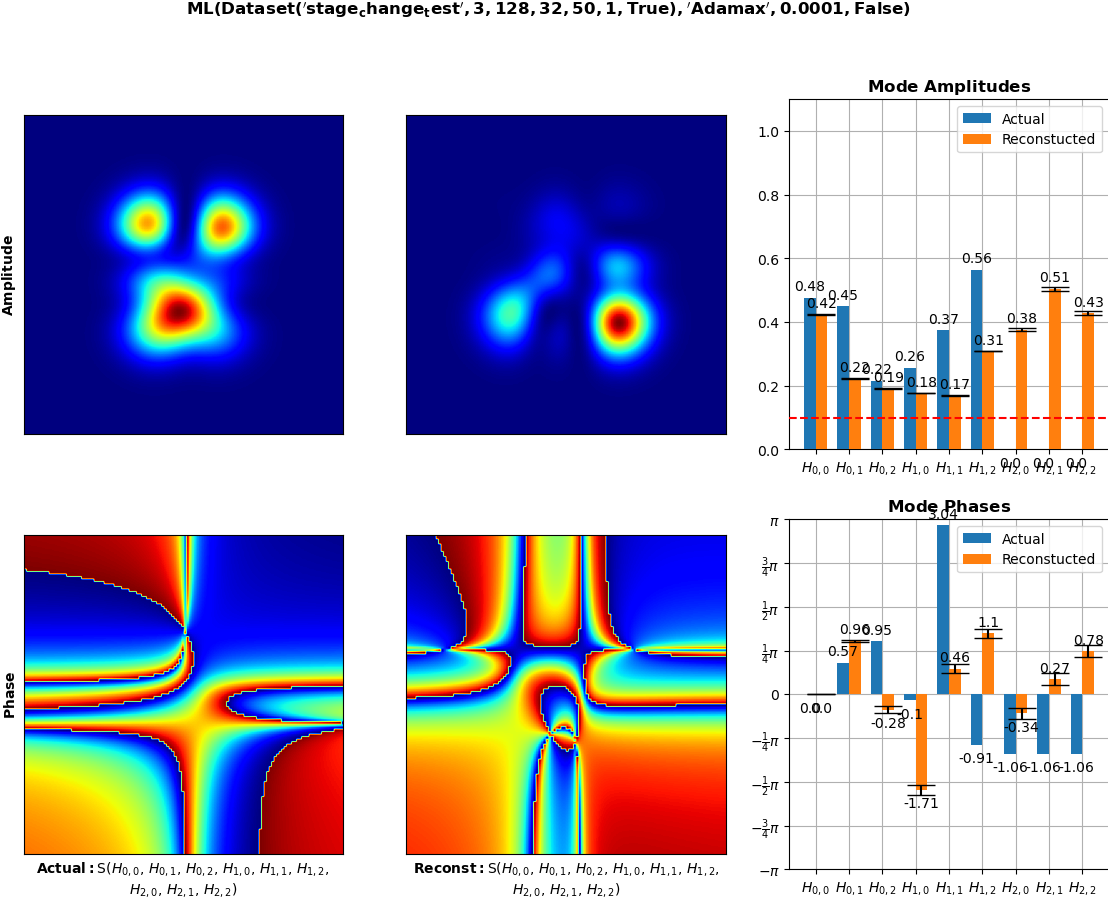 ML(Dataset('stage_change_test', 3, 128, 32, 50, 1, True), 'Adamax', 0.0001, False)
Amplitude
Mode Amplitudes
Actual
Reconstucted
1.0
0.8
0.6
0.4
0.2
0.0
0.48
0.42
0.45
0.22
0.22
0.19
0.26
0.18
0.37
0.17
0.56
0.31
0.0
0.38
0.0
0.51
0.0
0.43
H0,0 H0,1 H0,2 H1,0 H1,1 H1,2 H2,0 H2,1 H2,2
Phase
Actual: S(H0,0, H0,1, H0,2, H1,0, H1,1, H1,2,
H2,0, H2,1, H2,2)
Reconst: S(H0,0, H0,1, H0,2, H1,0, H1,1, H1,2,
H2,0, H2,1, H2,2)
Mode Phases
Actual
Reconstucted
π
3/4π
1/2π
1/4π
0
−1/4π
−1/2π
−3/4π
−π
0.0
0.0
0.57
0.96
0.95
-0.28
-0.1
-1.71
3.04
0.46
-0.91
1.1
-1.06
-0.34
-1.06
0.27
-1.06
0.78
H0,0 H0,1 H0,2 H1,0 H1,1 H1,2 H2,0 H2,1 H2,2